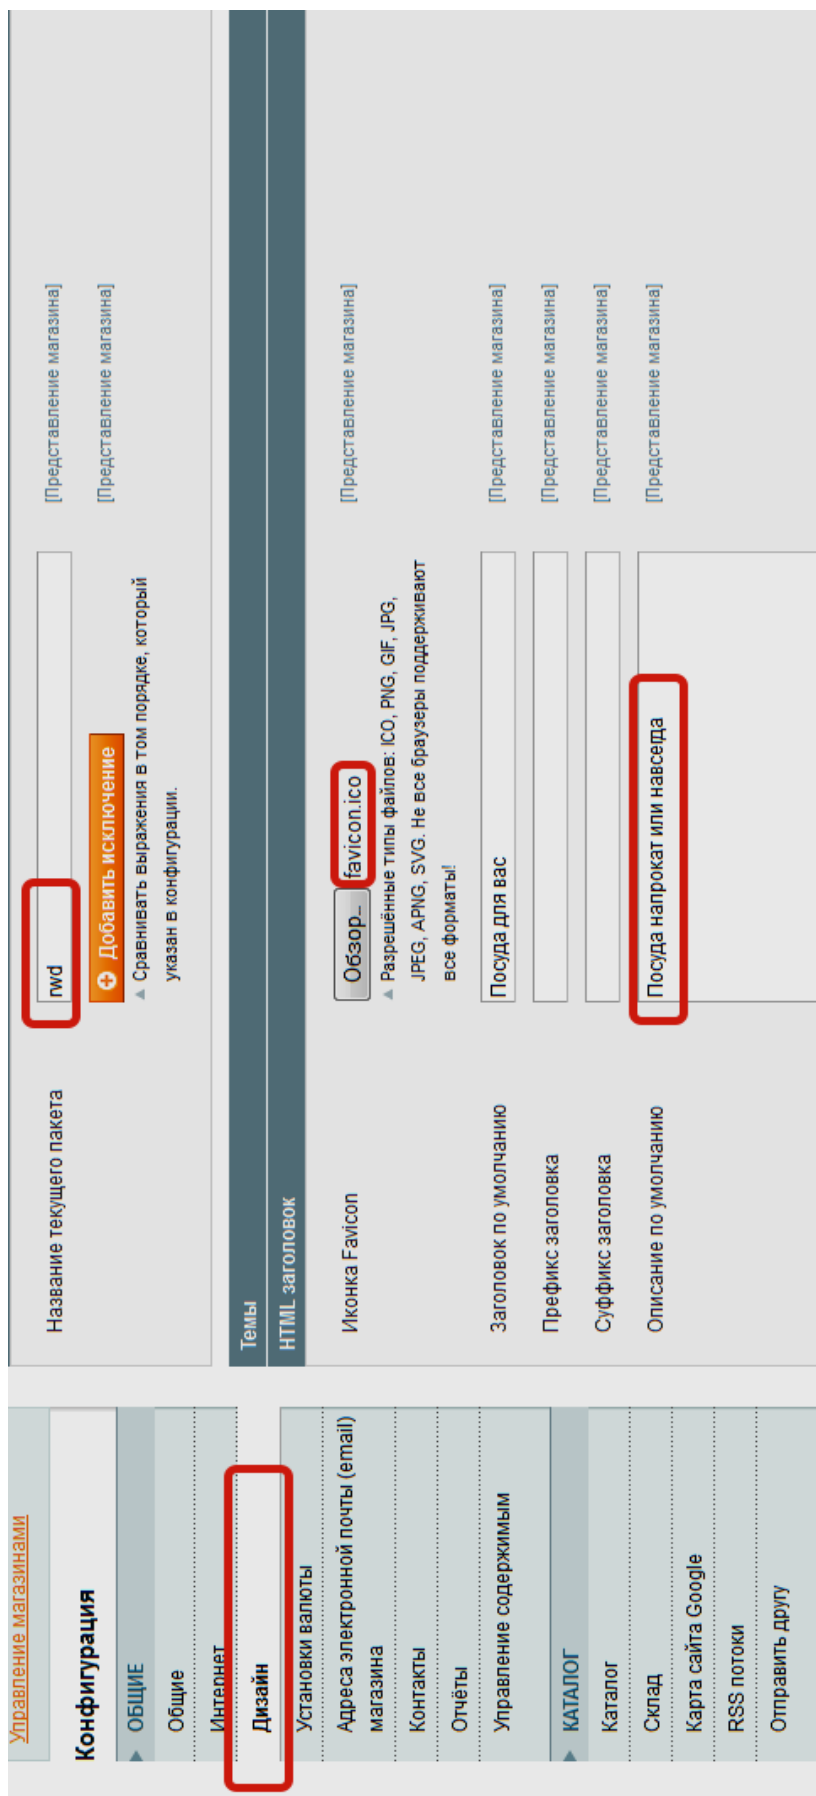 Управление магазинами
Конфигурация
ОБЩИЕ
Общие
Интернет
Дизайн
Установки валюты
Адреса электронной почты (email)
магазина
Контакты
Отчёты
Управление содержимым
КАТАЛОГ
Каталог
Склад
Карта сайта Google
RSS потоки
Отправить другу
Название текущего пакета rwd [Представление магазина]
Добавить исключение [Представление магазина]
Сравнивать выражения в том порядке, который
указан в конфигурации.
Темы
HTML заголовок
Иконка Favicon Обзор_ favicon.ico [Представление магазина]
Разрешённые типы файлов: ICO, PNG, GIF, JPG,
JPEG, APNG, SVG. Не все браузеры поддерживают
все форматы!
Заголовок по умолчанию Посуда для вас [Представление магазина]
Префикс заголовка [Представление магазина]
Суффикс заголовка [Представление магазина]
Описание по умолчанию Посуда напрокат или навсегда [Представление магазина]